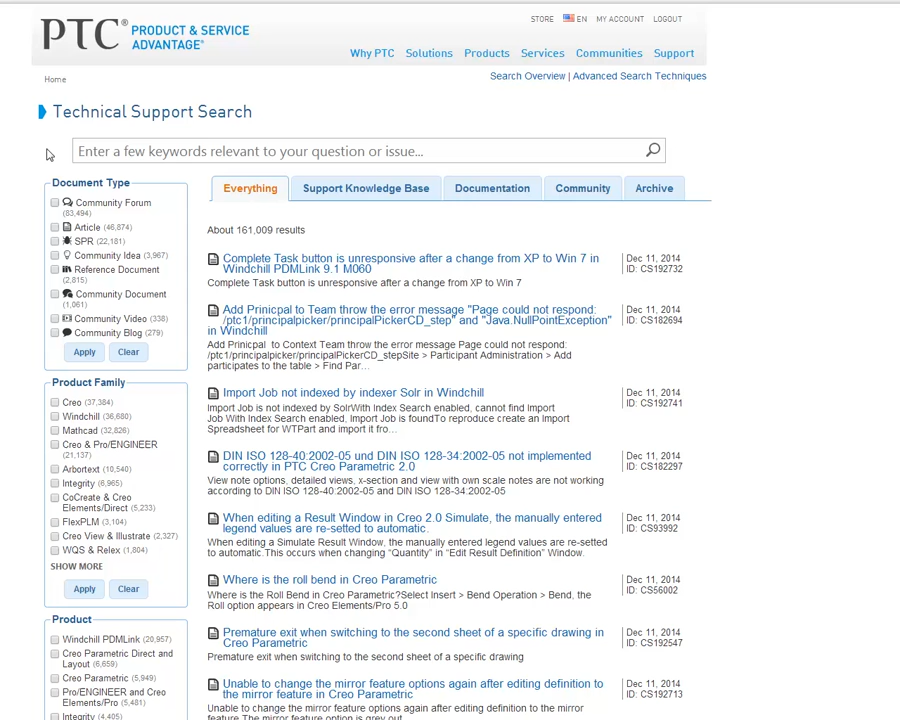 PTC® PRODUCT & SERVICE
ADVANTAGE®
STORE EN MY ACCOUNT LOGOUT
Why PTC Solutions Products Services Communities Support
Home
Search Overview | Advanced Search Techniques
Technical Support Search
Enter a few keywords relevant to your question or issue...
Document Type
Community Forum
(83,494)
Article (46,874)
SPR (22,181)
Community Idea (3,967)
Reference Document
(2,815)
Community Document
(1,061)
Community Video (338)
Community Blog (279)
Apply Clear
Product Family
Creo (37,384)
Windchill (36,680)
Mathcad (32,826)
Creo & Pro/ENGINEER
(21,137)
Arbortext (10,540)
Integrity (6,965)
CoCreate & Creo
Elements/Direct (5,233)
FlexPLM (3,104)
Creo View & Illustrate (2,327)
WQS & Relex (1,804)
SHOW MORE
Apply Clear
Product
Windchill PDMLink (20,957)
Creo Parametric Direct and
Layout (6,659)
Creo Parametric (5,949)
Pro/ENGINEER and Creo
Elements/Pro (5,481)
Integrity (4,405)
Everything Support Knowledge Base Documentation Community Archive
About 161,009 results
Complete Task button is unresponsive after a change from XP to Win 7 in
Windchill PDMLink 9.1 M060
Complete Task button is unresponsive after a change from XP to Win 7
Dec 11, 2014
ID: CS192732
Add Prinicpal to Team throw the error message "Page could not respond:
/ptc1/principalpicker/principalPickerCD_step" and "Java.NullPointException"
in Windchill
Add Prinicpal to Context Team throw the error message Page could not respond:
/ptc1/principalpicker/principalPickerCD_stepSite > Participant Administration > Add
participates to the table > Find Par...
Dec 11, 2014
ID: CS182694
Import Job not indexed by indexer Solr in Windchill
Import Job is not indexed by SolrWith Index Search enabled, cannot find Import
Job With Index Search enabled, Import Job is foundTo reproduce create an Import
Spreadsheet for WTPart and import it fro...
Dec 11, 2014
ID: CS192741
DIN ISO 128-40:2002-05 und DIN ISO 128-34:2002-05 not implemented
correctly in PTC Creo Parametric 2.0
View note options, detailed views, x-section and view with own scale notes are not working
according to DIN ISO 128-40:2002-05 and DIN ISO 128-34:2002-05
Dec 11, 2014
ID: CS182297
When editing a Result Window in Creo 2.0 Simulate, the manually entered
legend values are re-setted to automatic.
When editing a Simulate Result Window, the manually entered legend values are re-setted
to automatic.This occurs when changing "Quantity" in "Edit Result Definition" Window.
Dec 11, 2014
ID: CS93992
Where is the roll bend in Creo Parametric
Where is the Roll Bend in Creo Parametric?Select Insert > Bend Operation > Bend, the
Roll option appears in Creo Elements/Pro 5.0
Dec 11, 2014
ID: CS56002
Premature exit when switching to the second sheet of a specific drawing in
Creo Parametric
Premature exit when switching to the second sheet of a specific drawing
Dec 11, 2014
ID: CS192547
Unable to change the mirror feature options again after editing definition to
the mirror feature in Creo Parametric
Unable to change the mirror feature options again after editing definition to the mirror
feature.The mirror feature option is grey out.
Dec 11, 2014
ID: CS192713